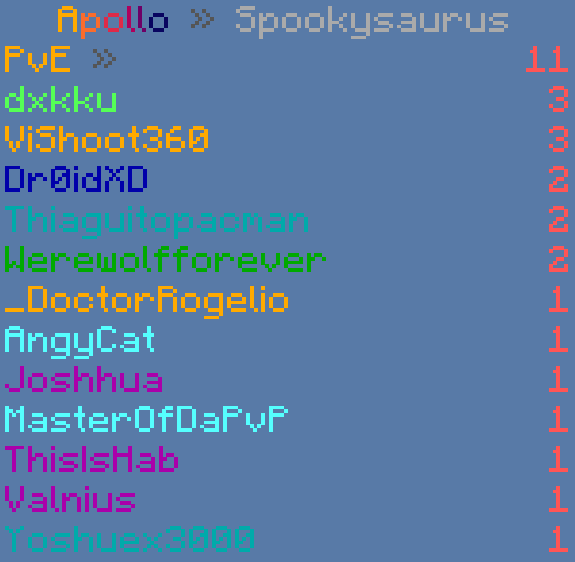 Apollo » Spookysaurus
PvE » 11
dxkku 3
ViShoot360 3
Dr0idXD 2
Thiaguitopacman 2
Werewolfforever 2
_DoctorRogelio 1
AngyCat 1
Joshhua 1
MasterOfDaPvP 1
ThisIsHab 1
Valnius 1
Yoshuex3000 1